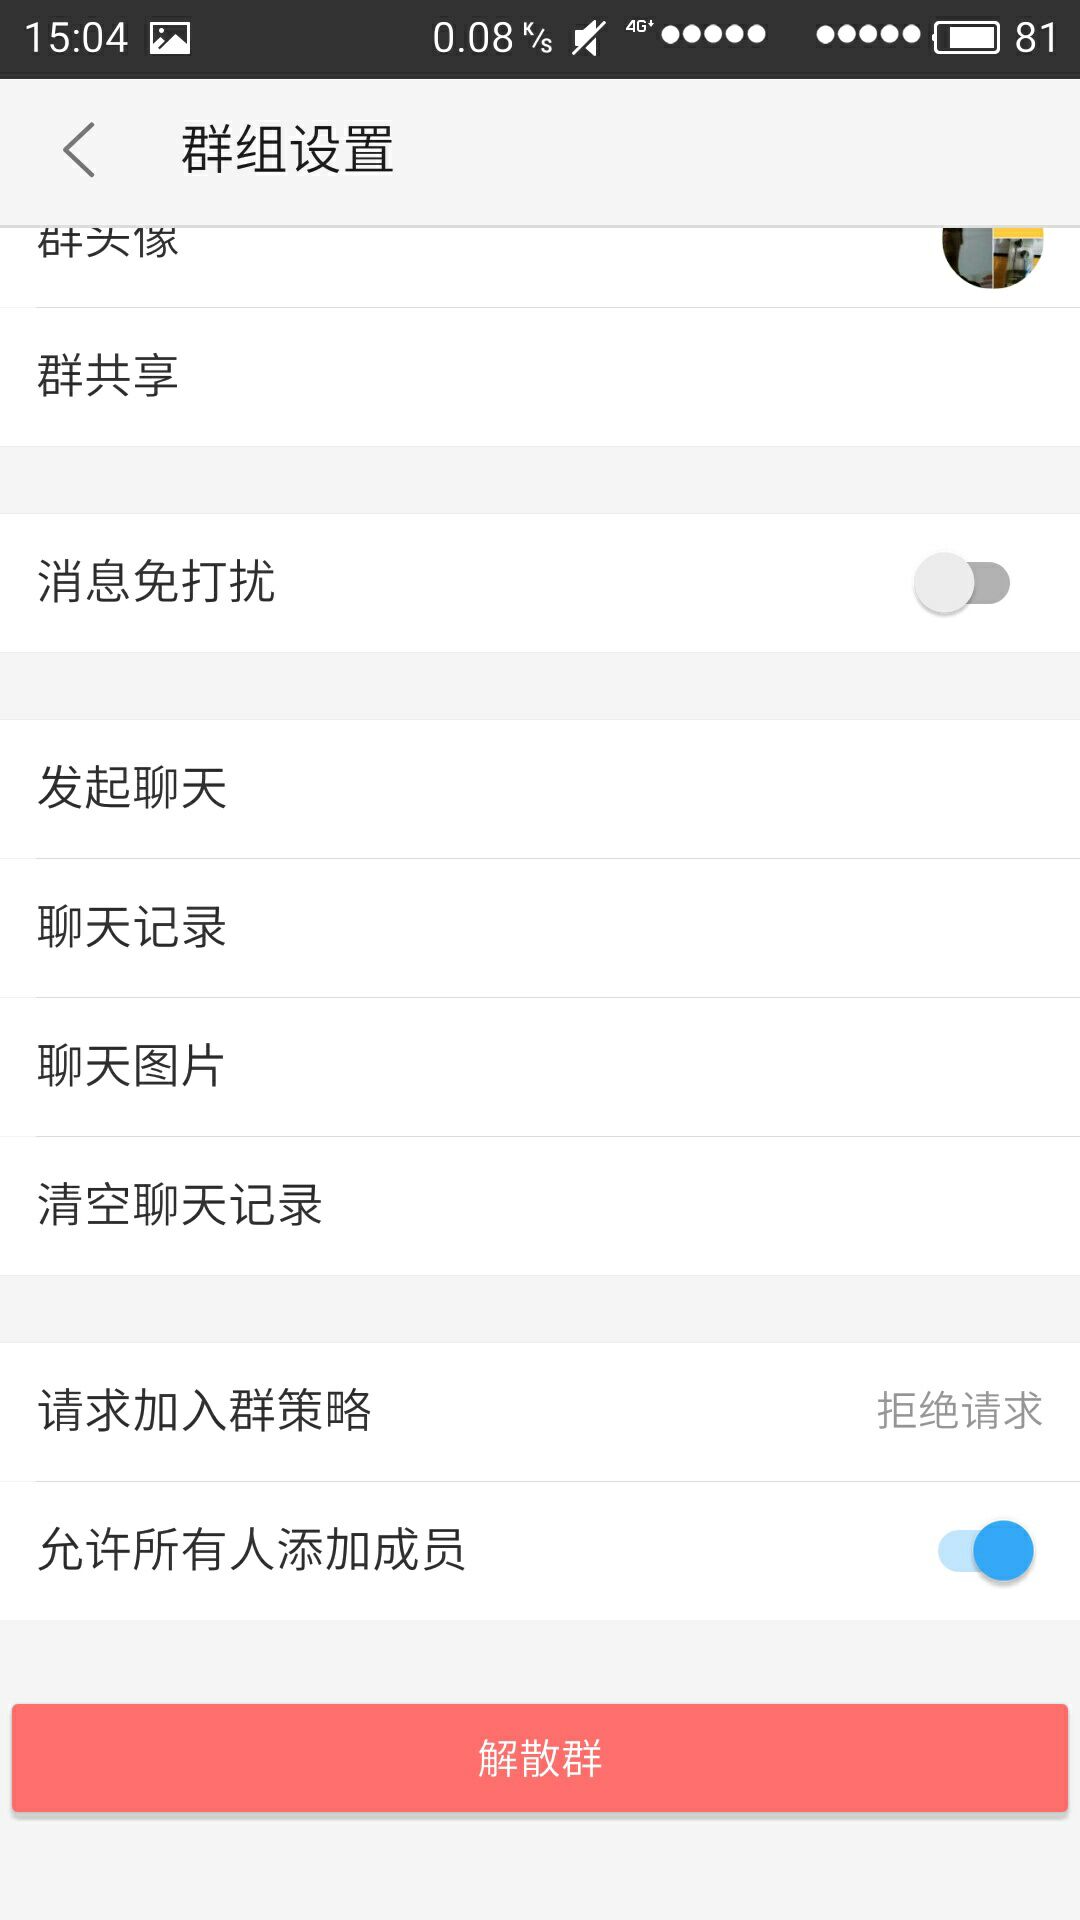 15:04 0.08 K/s 4G+ 81
群组设置
群头像
群共享
消息免打扰
发起聊天
聊天记录
聊天图片
清空聊天记录
请求加入群策略 拒绝请求
允许所有人添加成员
解散群